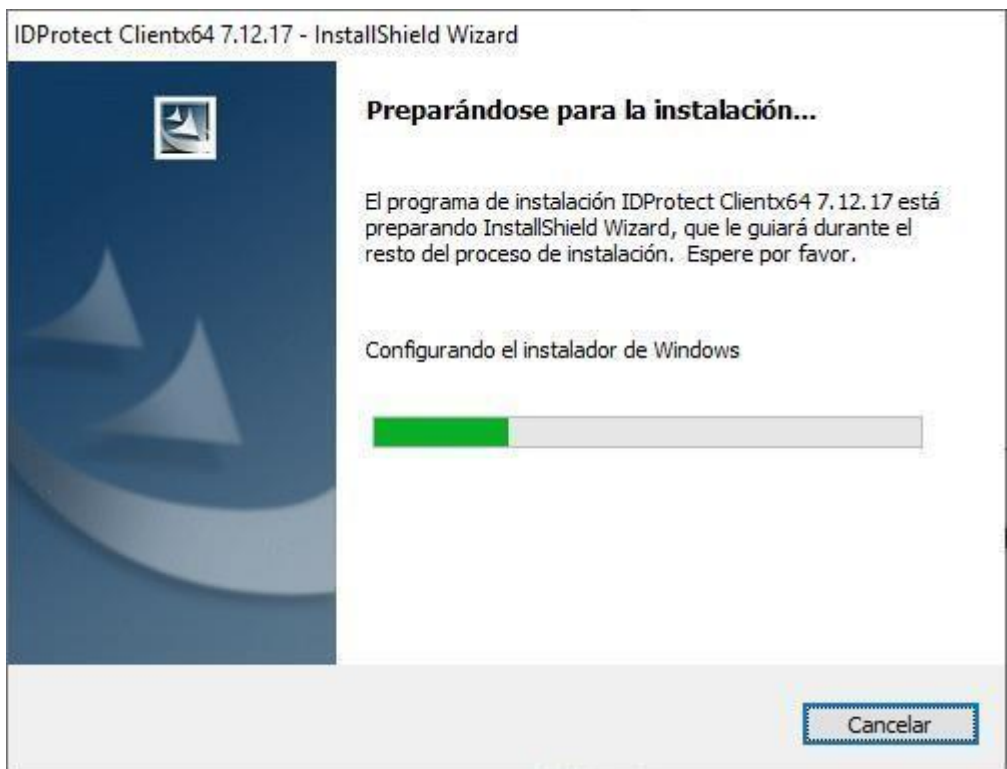 IDProtect Clientx64 7.12.17 - InstallShield Wizard
Preparándose para la instalación...
El programa de instalación IDProtect Clientx64 7.12.17 está
preparando InstallShield Wizard, que le guiará durante el
resto del proceso de instalación.  Espere por favor.
Configurando el instalador de Windows
Cancelar